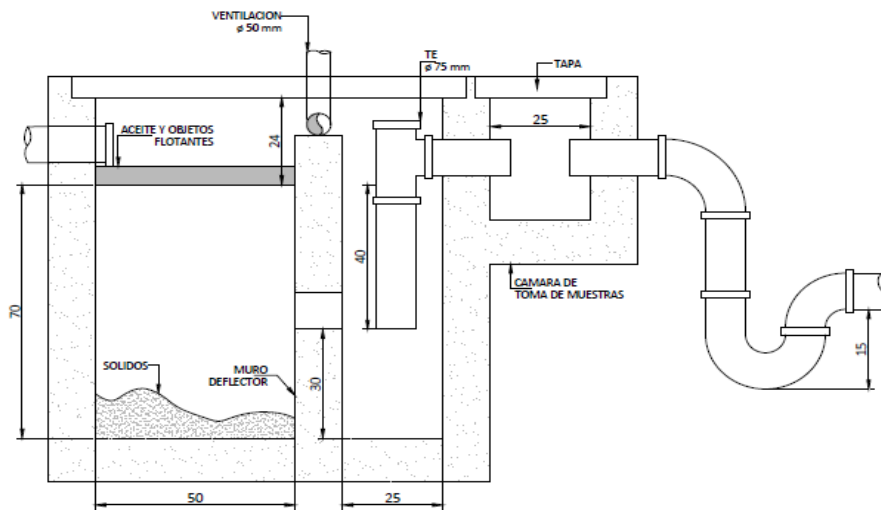 VENTILACION
ø 50 mm
TE
ø 75 mm
TAPA
ACEITE Y OBJETOS
FLOTANTES
24
25
70
40
CAMARA DE
TOMA DE MUESTRAS
15
SOLIDOS
MURO
DEFLECTOR
30
50
25